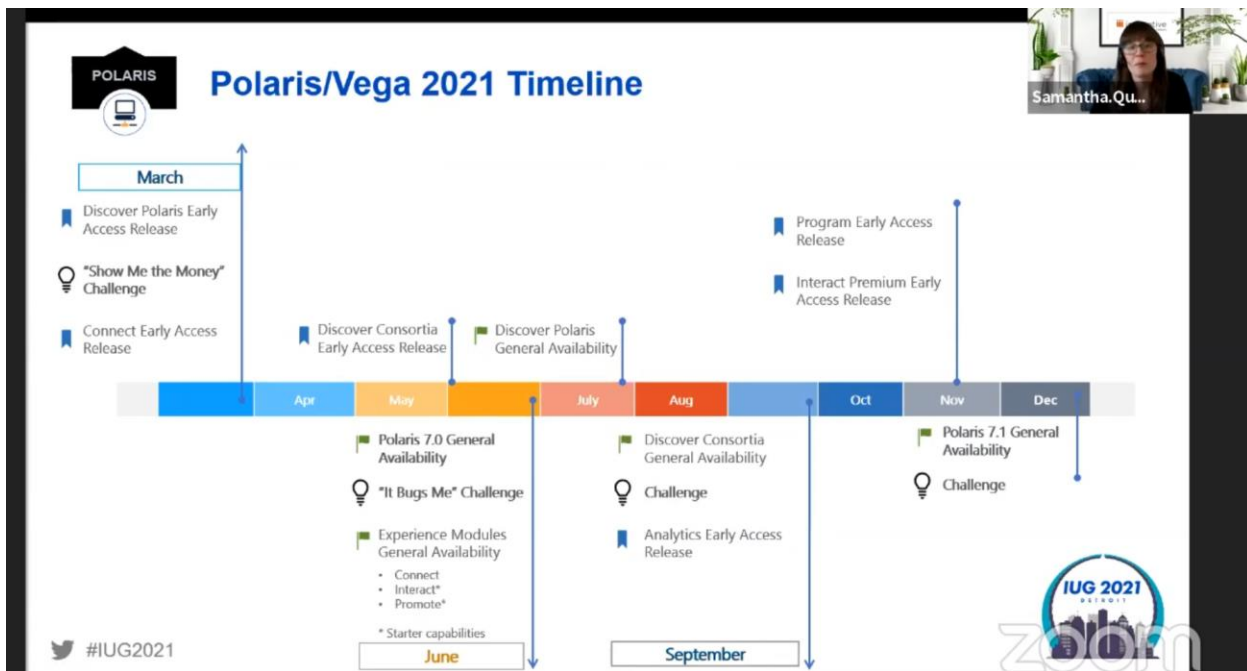 POLARIS
Polaris/Vega 2021 Timeline
Samantha.Qu...
March
Discover Polaris Early
Access Release
"Show Me the Money"
Challenge
Connect Early Access
Release
Discover Consortia
Early Access Release
Discover Polaris
General Availability
Program Early Access
Release
Interact Premium Early
Access Release
Apr
May
July
Aug
Oct
Nov
Dec
Polaris 7.0 General
Availability
"It Bugs Me" Challenge
Experience Modules
General Availability
• Connect
• Interact*
• Promote*
* Starter capabilities
June
Discover Consortia
General Availability
Challenge
Analytics Early Access
Release
September
Polaris 7.1 General
Availability
Challenge
#IUG2021
IUG 2021
DETROIT
zoom